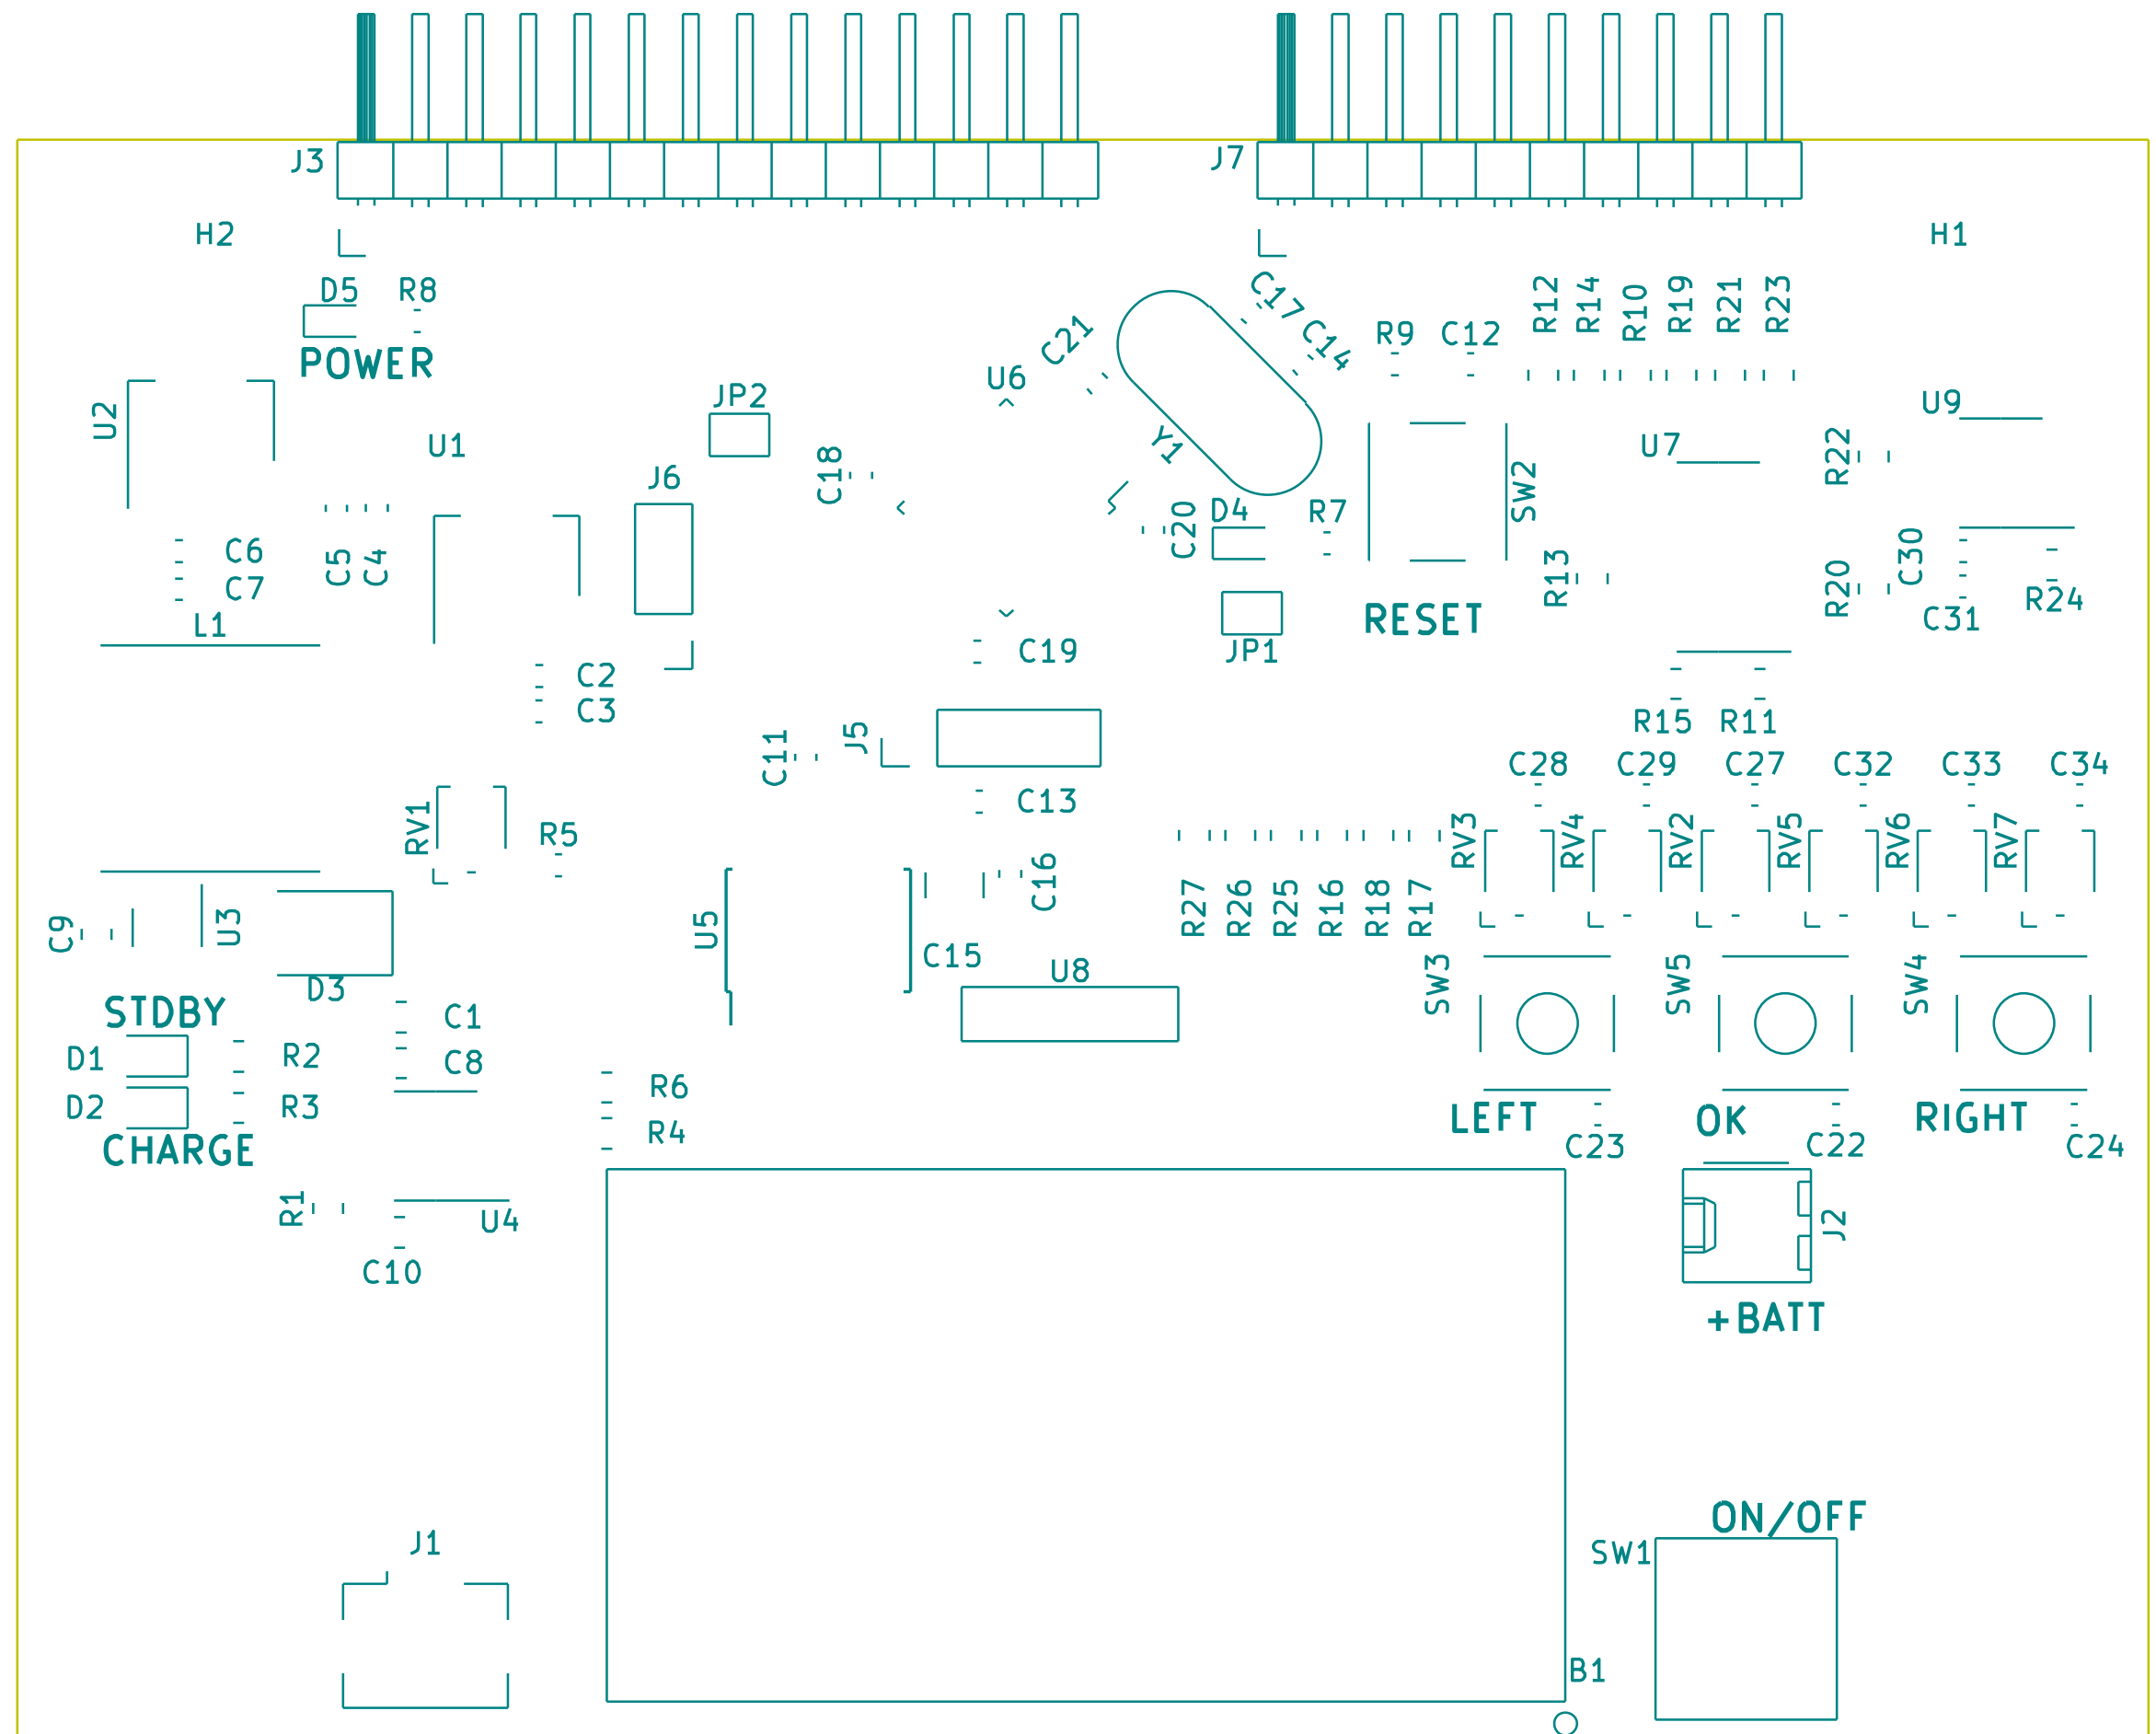 J3
J7
H2
H1
D5
R8
C17
R12
R14
R10
R19
R21
R23
POWER
C21
C14
R9
C12
U2
JP2
U6
U9
U1
Y1
U7
R22
J6
C18
SW2
C20
D4
R7
C6
C5
C4
R13
C30
C7
R20
R24
L1
RESET
C31
C2
C19
JP1
C3
R15
R11
C11
J5
C28
C29
C27
C32
C33
C34
C13
RV1
R5
RV3
RV4
RV2
RV5
RV6
RV7
C16
R27
R26
R25
R16
R18
R17
C9
U3
U5
C15
U8
D3
SW3
SW5
SW4
STDBY
C1
D1
R2
C8
R6
D2
R3
R4
LEFT
OK
RIGHT
CHARGE
C23
C22
C24
R1
U4
J2
C10
+BATT
ON/OFF
J1
SW1
B1